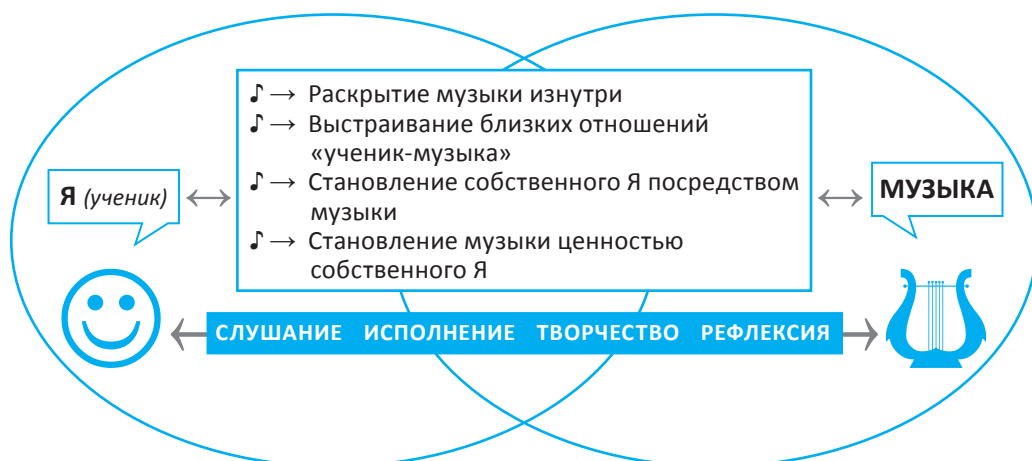 ♪ → Раскрытие музыки изнутри
♪ → Выстраивание близких отношений
«ученик-музыка»
♪ → Становление собственного Я посредством
музыки
♪ → Становление музыки ценностью
собственного Я
Я (ученик)
МУЗЫКА
СЛУШАНИЕ ИСПОЛНЕНИЕ ТВОРЧЕСТВО РЕФЛЕКСИЯ